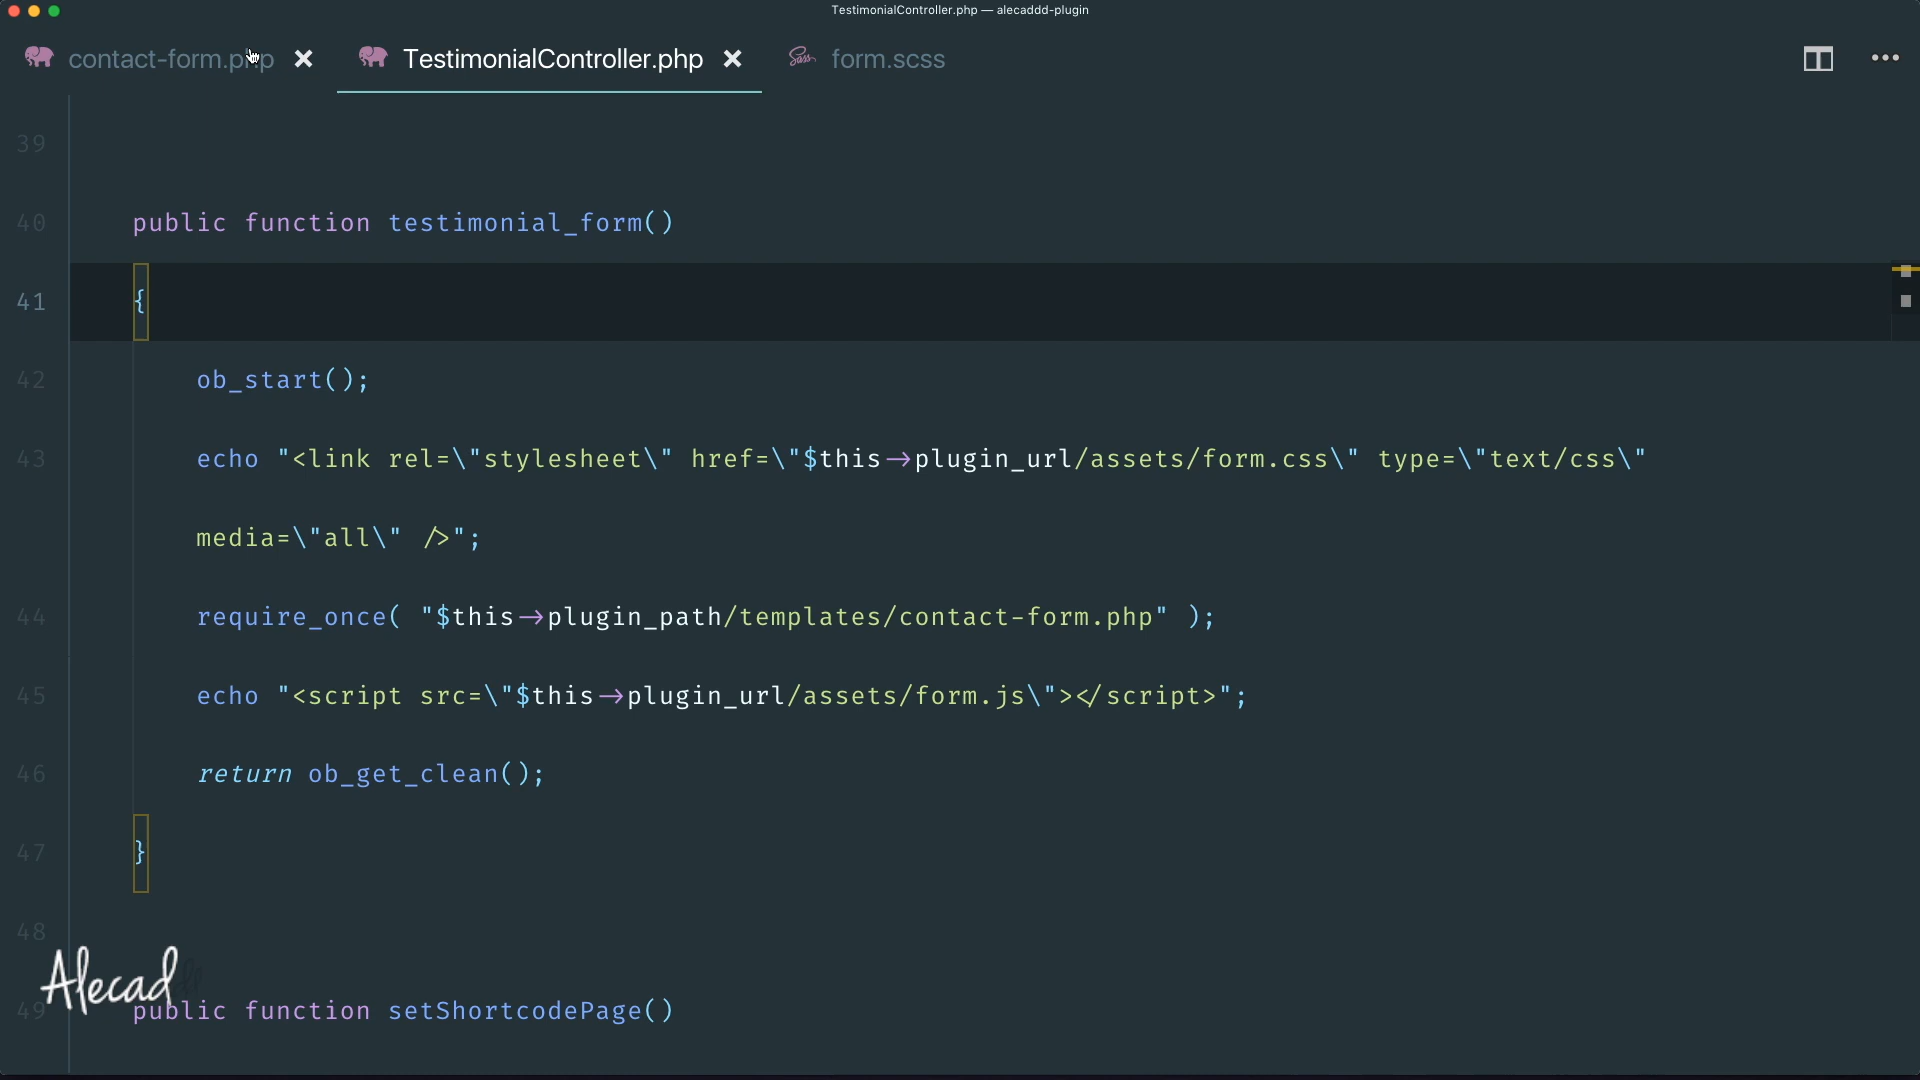 TestimonialController.php — alecaddd-plugin
contact-form.php TestimonialController.php form.scss
39
40 public function testimonial_form()
41 {
42 ob_start();
43 echo "<link rel=\"stylesheet\" href=\"$this->plugin_url/assets/form.css\" type=\"text/css\"
media=\"all\" />";
44 require_once( "$this->plugin_path/templates/contact-form.php" );
45 echo "<script src=\"$this->plugin_url/assets/form.js\"></script>";
46 return ob_get_clean();
47 }
48
Alecad
49 public function setShortcodePage()